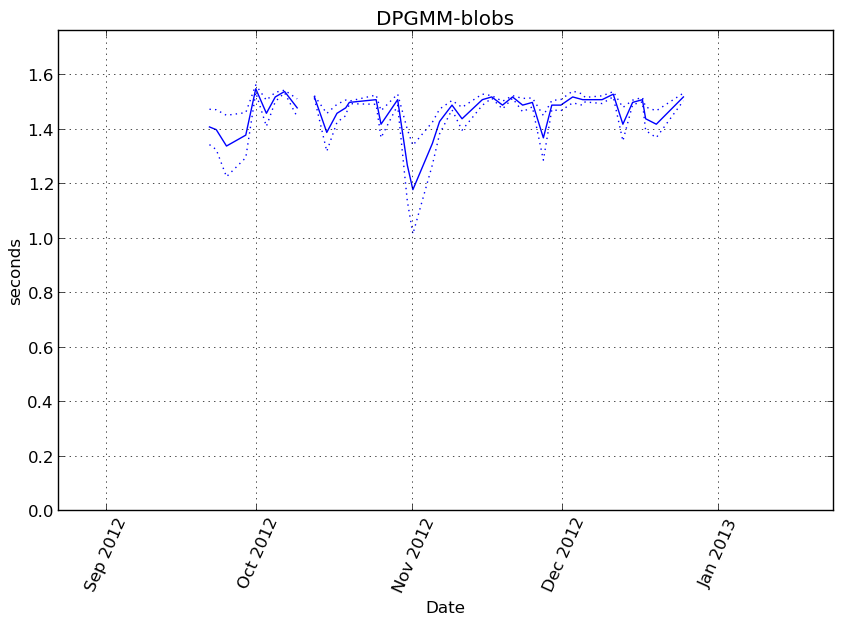 DPGMM-blobs
1.6
1.4
1.2
1.0
0.8
0.6
0.4
0.2
0.0
seconds
Sep 2012
Oct 2012
Nov 2012
Dec 2012
Jan 2013
Date